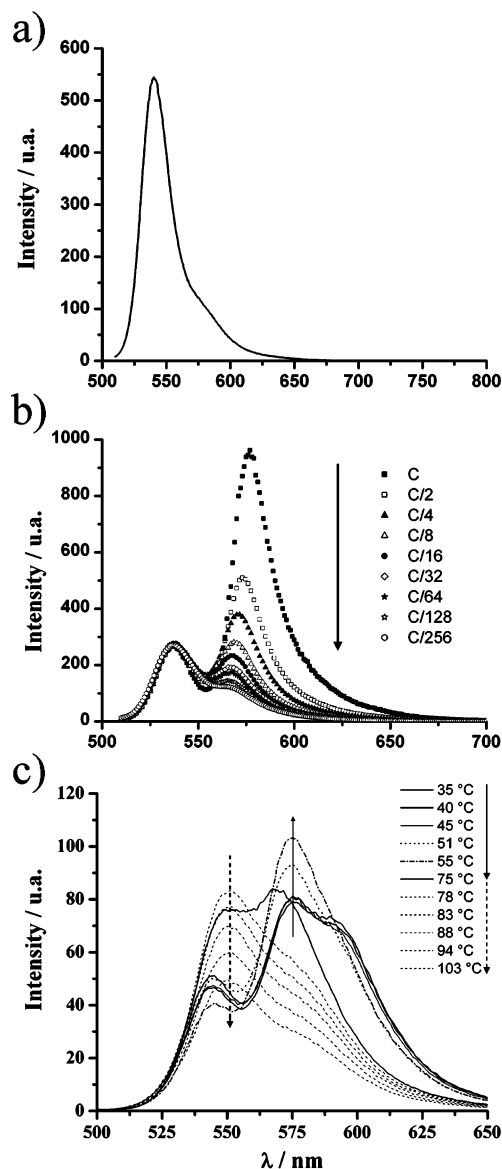 a)
600
500
400
300
200
100
0
Intensity / u.a.
500 550 600 650 700 750 800
b)
1000
800
600
400
200
0
Intensity / u.a.
C
C/2
C/4
C/8
C/16
C/32
C/64
C/128
C/256
500 550 600 650 700
c)
120
100
80
60
40
20
0
Intensity / u.a.
35 °C
40 °C
45 °C
51 °C
55 °C
75 °C
78 °C
83 °C
88 °C
94 °C
103 °C
500 525 550 575 600 625 650
λ / nm